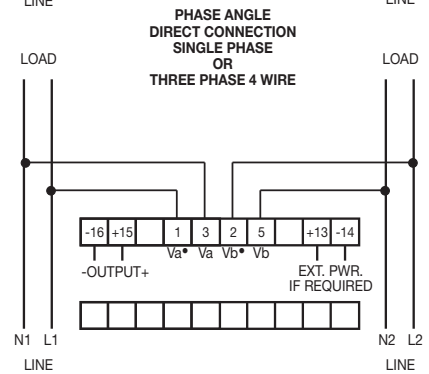 LINE LINE
PHASE ANGLE
DIRECT CONNECTION
SINGLE PHASE
OR
THREE PHASE 4 WIRE
LOAD LOAD
-16 +15 1 3 2 5 +13 -14
Va• Va Vb• Vb
-OUTPUT+ EXT. PWR.
IF REQUIRED
N1 L1 N2 L2
LINE LINE